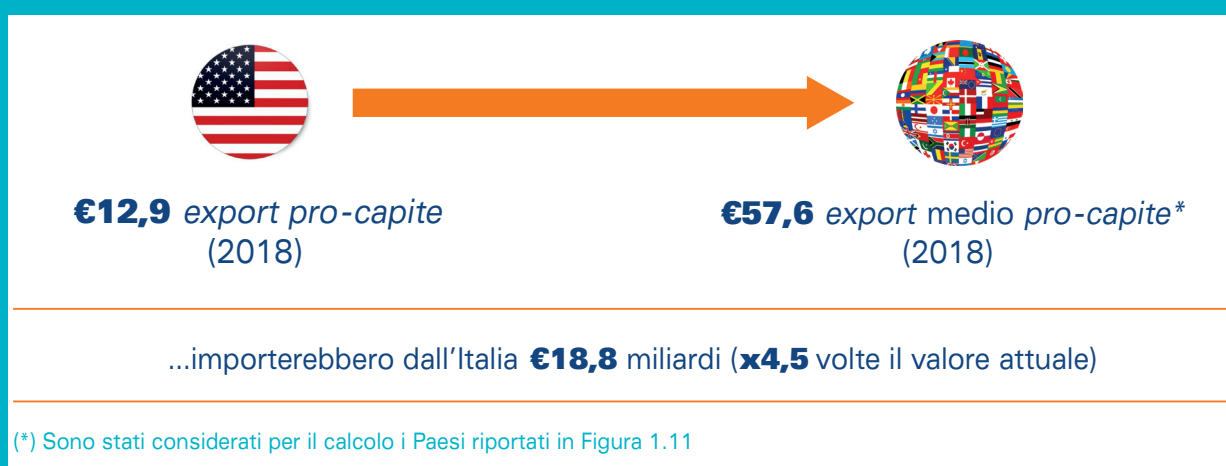 €12,9 export pro-capite
(2018)
€57,6 export medio pro-capite*
(2018)
...importerebbero dall'Italia €18,8 miliardi (x4,5 volte il valore attuale)
(*) Sono stati considerati per il calcolo i Paesi riportati in Figura 1.11